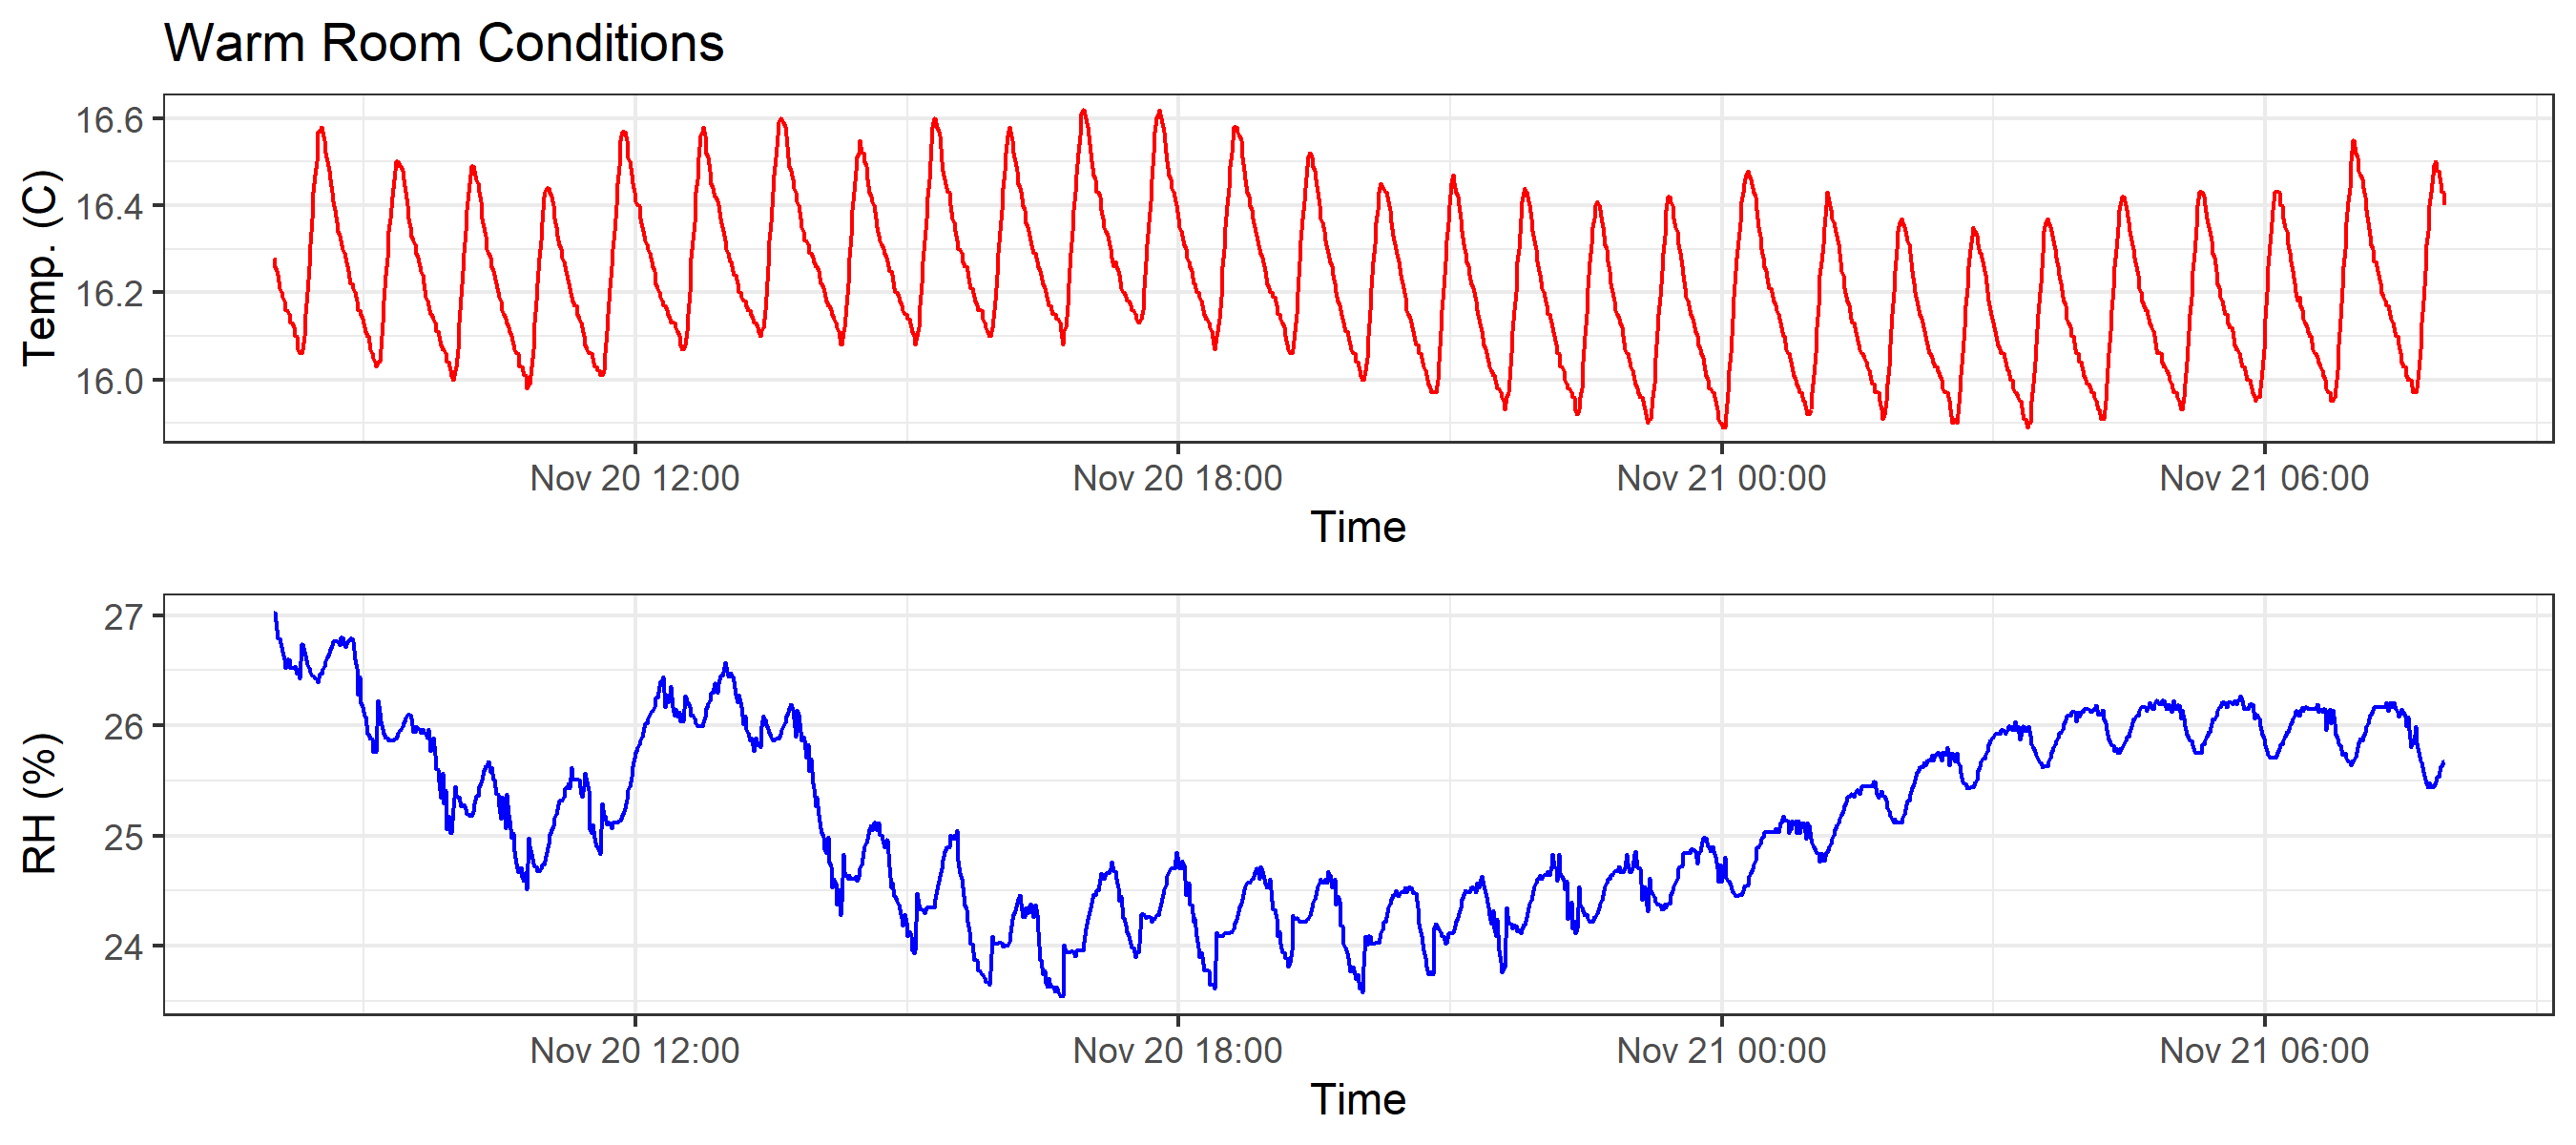 Warm Room Conditions
Temp. (C)
16.6
16.4
16.2
16.0
Nov 20 12:00 Nov 20 18:00 Nov 21 00:00 Nov 21 06:00
Time
RH (%)
27
26
25
24
Nov 20 12:00 Nov 20 18:00 Nov 21 00:00 Nov 21 06:00
Time